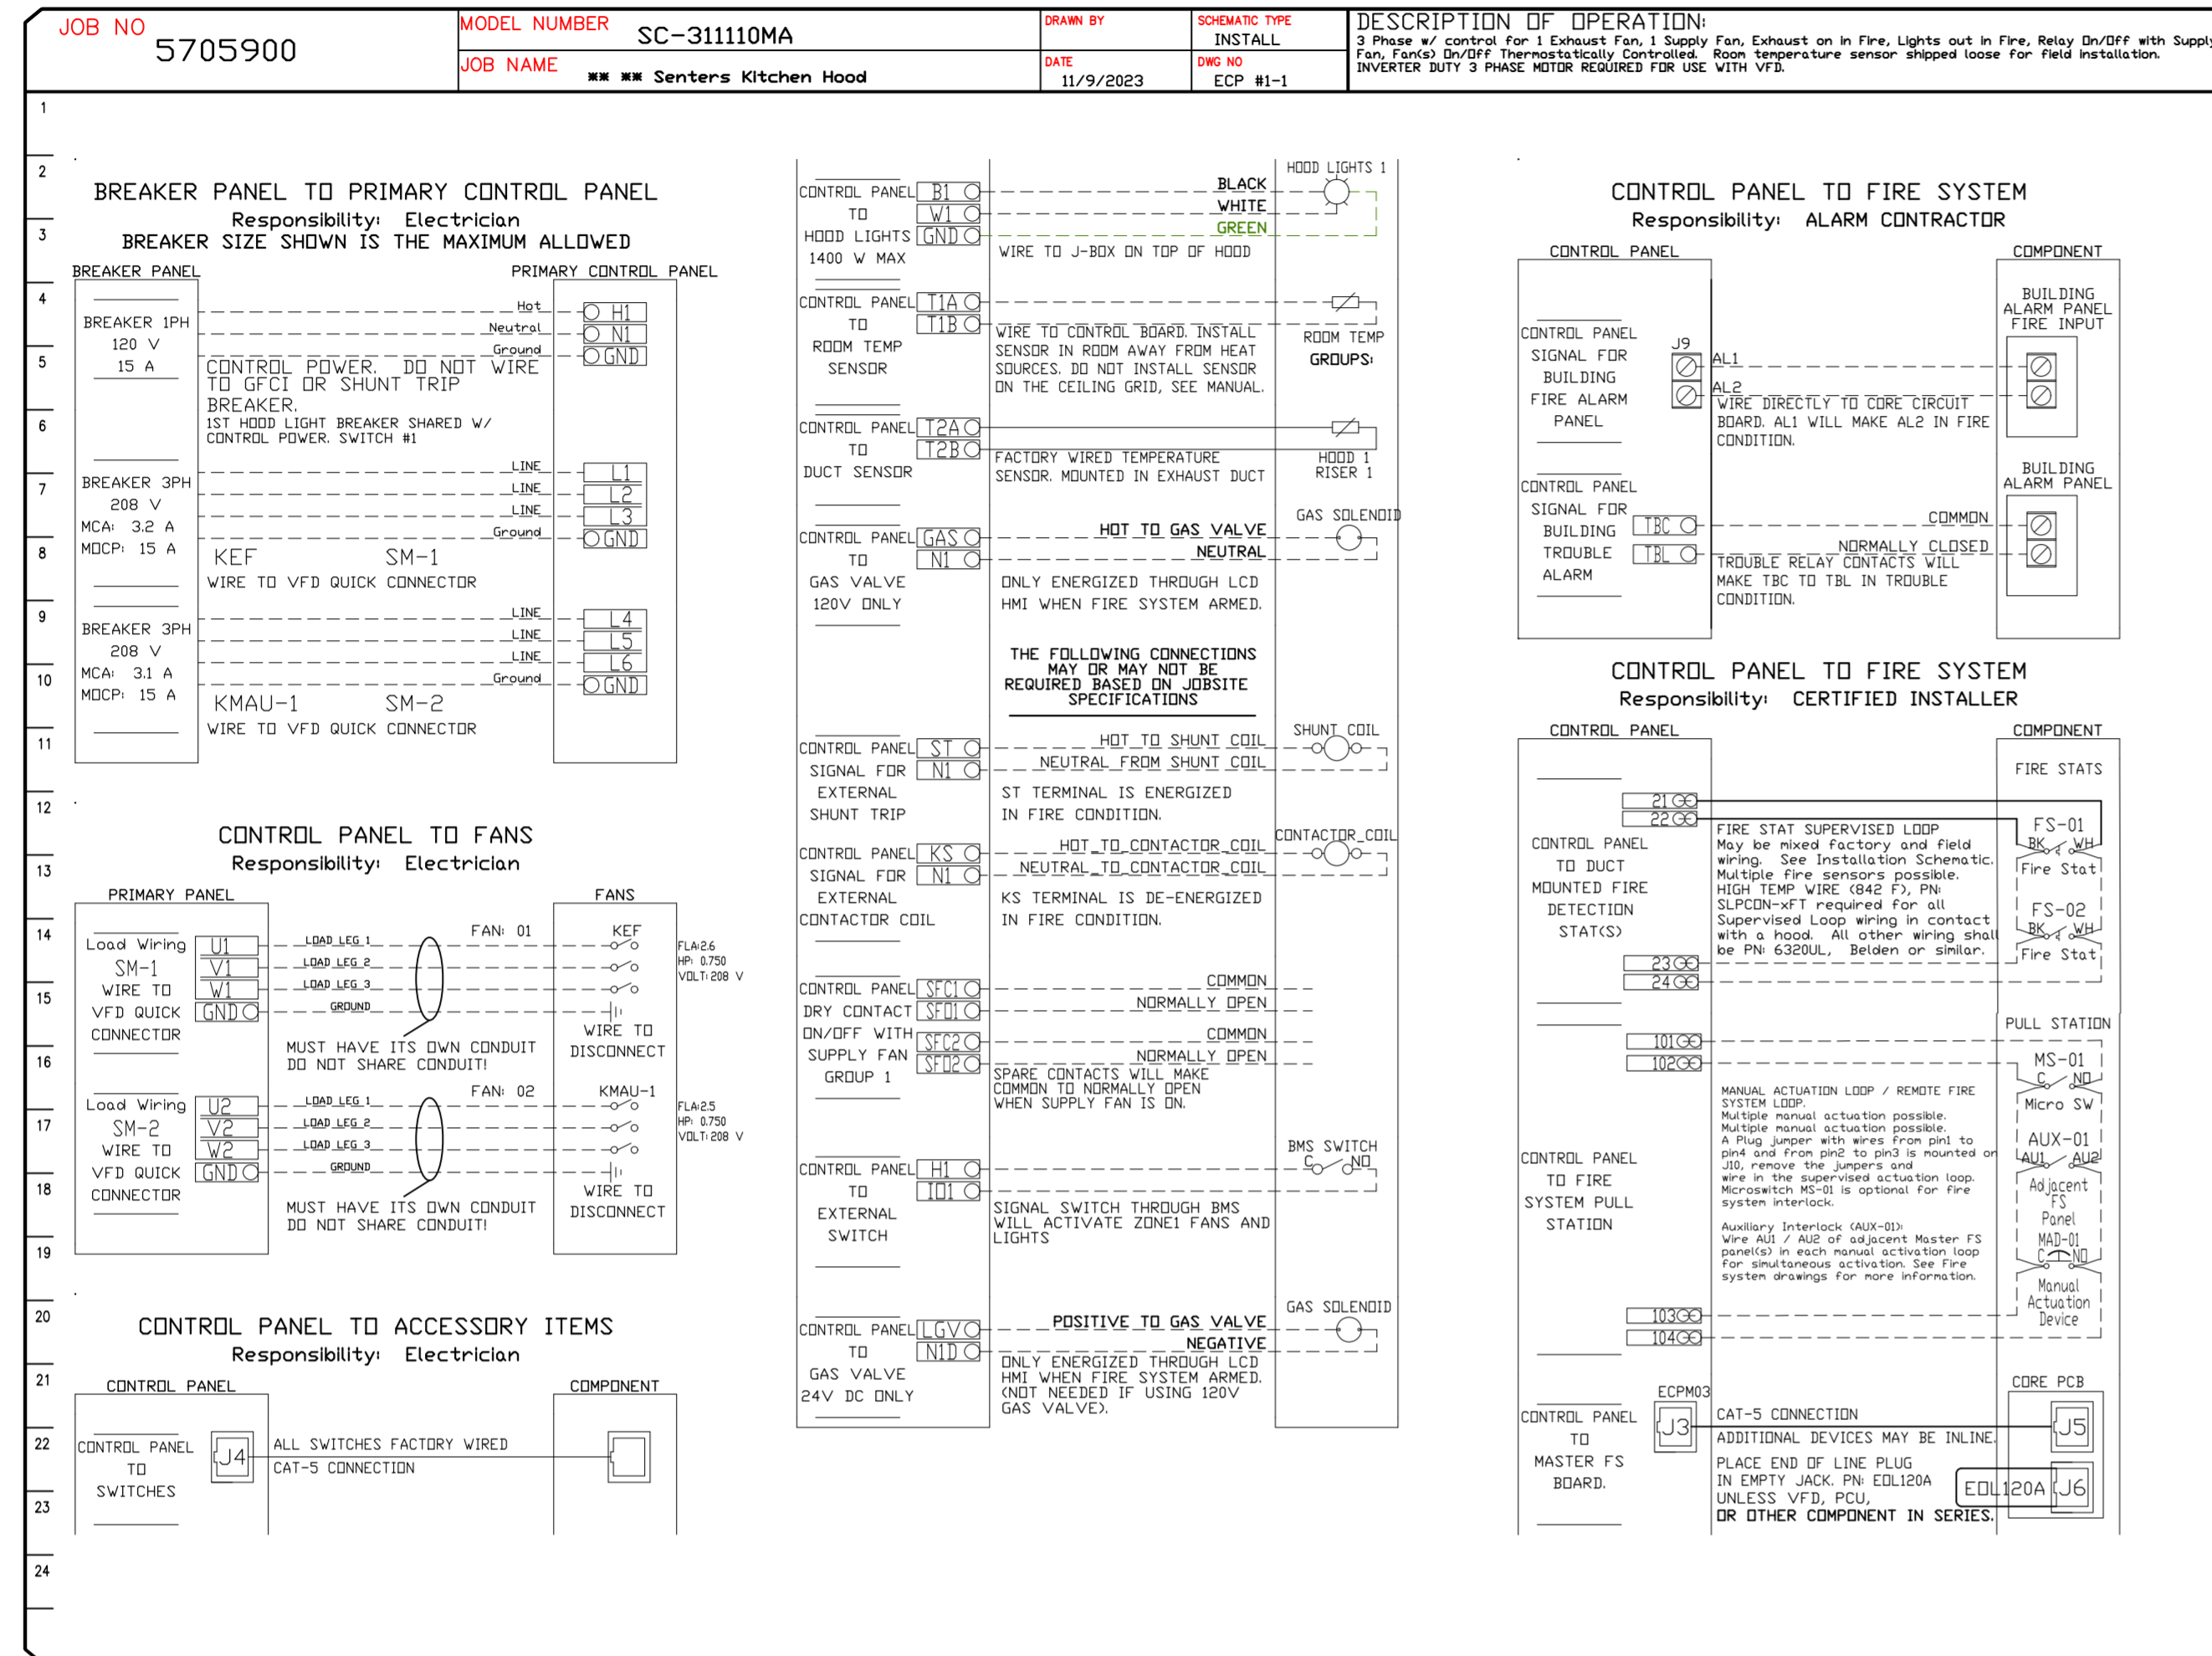 JOB NO
5705900
MODEL NUMBER
SC-311110MA
JOB NAME
** ** Senters Kitchen Hood
DRAWN BY
SCHEMATIC TYPE
INSTALL
DATE
11/9/2023
DWG NO
ECP #1-1
DESCRIPTION OF OPERATION:
3 Phase w/ control for 1 Exhaust Fan, 1 Supply Fan, Exhaust on in Fire, Lights out in Fire, Relay On/Off with Supply
Fan, Fan(s) On/Off Thermostatically Controlled. Room temperature sensor shipped loose for field installation.
INVERTER DUTY 3 PHASE MOTOR REQUIRED FOR USE WITH VFD.
1
2
3
4
5
6
7
8
9
10
11
12
13
14
15
16
17
18
19
20
21
22
23
24
BREAKER PANEL TO PRIMARY CONTROL PANEL
Responsibility: Electrician
BREAKER SIZE SHOWN IS THE MAXIMUM ALLOWED
BREAKER PANEL
PRIMARY CONTROL PANEL
BREAKER 1PH
120 V
15 A
Hot
H1
Neutral
N1
Ground
GND
CONTROL POWER. DO NOT WIRE
TO GFCI OR SHUNT TRIP
BREAKER.
1ST HOOD LIGHT BREAKER SHARED W/
CONTROL POWER. SWITCH #1
BREAKER 3PH
208 V
MCA: 3.2 A
MOCP: 15 A
LINE
L1
LINE
L2
LINE
L3
Ground
GND
KEF SM-1
WIRE TO VFD QUICK CONNECTOR
BREAKER 3PH
208 V
MCA: 3.1 A
MOCP: 15 A
LINE
L4
LINE
L5
LINE
L6
Ground
GND
KMAU-1 SM-2
WIRE TO VFD QUICK CONNECTOR
CONTROL PANEL TO FANS
Responsibility: Electrician
PRIMARY PANEL
FANS
Load Wiring
SM-1
WIRE TO
VFD QUICK
CONNECTOR
U1
V1
W1
GND
LOAD LEG 1
LOAD LEG 2
LOAD LEG 3
GROUND
FAN: 01
KEF
FLA:2.6
HP: 0.750
VOLT:208 V
WIRE TO
DISCONNECT
MUST HAVE ITS OWN CONDUIT
DO NOT SHARE CONDUIT!
Load Wiring
SM-2
WIRE TO
VFD QUICK
CONNECTOR
U2
V2
W2
GND
LOAD LEG 1
LOAD LEG 2
LOAD LEG 3
GROUND
FAN: 02
KMAU-1
FLA:2.5
HP: 0.750
VOLT:208 V
WIRE TO
DISCONNECT
MUST HAVE ITS OWN CONDUIT
DO NOT SHARE CONDUIT!
CONTROL PANEL TO ACCESSORY ITEMS
Responsibility: Electrician
CONTROL PANEL
COMPONENT
CONTROL PANEL
TO
SWITCHES
J4
ALL SWITCHES FACTORY WIRED
CAT-5 CONNECTION
CONTROL PANEL
TO
HOOD LIGHTS
1400 W MAX
B1
W1
GND
BLACK
WHITE
GREEN
HOOD LIGHTS 1
WIRE TO J-BOX ON TOP OF HOOD
CONTROL PANEL
TO
ROOM TEMP
SENSOR
T1A
T1B
WIRE TO CONTROL BOARD. INSTALL
SENSOR IN ROOM AWAY FROM HEAT
SOURCES. DO NOT INSTALL SENSOR
ON THE CEILING GRID, SEE MANUAL.
ROOM TEMP
GROUPS:
CONTROL PANEL
TO
DUCT SENSOR
T2A
T2B
FACTORY WIRED TEMPERATURE
SENSOR. MOUNTED IN EXHAUST DUCT
HOOD 1
RISER 1
CONTROL PANEL
TO
GAS VALVE
120V ONLY
GAS
N1
HOT TO GAS VALVE
NEUTRAL
GAS SOLENOID
ONLY ENERGIZED THROUGH LCD
HMI WHEN FIRE SYSTEM ARMED.
THE FOLLOWING CONNECTIONS
MAY OR MAY NOT BE
REQUIRED BASED ON JOBSITE
SPECIFICATIONS
CONTROL PANEL
SIGNAL FOR
EXTERNAL
SHUNT TRIP
ST
N1
HOT TO SHUNT COIL
NEUTRAL FROM SHUNT COIL
SHUNT COIL
ST TERMINAL IS ENERGIZED
IN FIRE CONDITION.
CONTROL PANEL
SIGNAL FOR
EXTERNAL
CONTACTOR COIL
KS
N1
HOT TO CONTACTOR COIL
NEUTRAL TO CONTACTOR COIL
CONTACTOR COIL
KS TERMINAL IS DE-ENERGIZED
IN FIRE CONDITION.
CONTROL PANEL
DRY CONTACT
ON/OFF WITH
SUPPLY FAN
GROUP 1
SFC1
SFO1
SFC2
SFO2
COMMON
NORMALLY OPEN
COMMON
NORMALLY OPEN
SPARE CONTACTS WILL MAKE
COMMON TO NORMALLY OPEN
WHEN SUPPLY FAN IS ON.
CONTROL PANEL
TO
EXTERNAL
SWITCH
H1
IO1
BMS SWITCH
C NO
SIGNAL SWITCH THROUGH BMS
WILL ACTIVATE ZONE1 FANS AND
LIGHTS
CONTROL PANEL
TO
GAS VALVE
24V DC ONLY
LGV
N1D
POSITIVE TO GAS VALVE
NEGATIVE
GAS SOLENOID
ONLY ENERGIZED THROUGH LCD
HMI WHEN FIRE SYSTEM ARMED.
(NOT NEEDED IF USING 120V
GAS VALVE).
CONTROL PANEL TO FIRE SYSTEM
Responsibility: ALARM CONTRACTOR
CONTROL PANEL
COMPONENT
CONTROL PANEL
SIGNAL FOR
BUILDING
FIRE ALARM
PANEL
J9
AL1
AL2
WIRE DIRECTLY TO CORE CIRCUIT
BOARD. AL1 WILL MAKE AL2 IN FIRE
CONDITION.
BUILDING
ALARM PANEL
FIRE INPUT
CONTROL PANEL
SIGNAL FOR
BUILDING
TROUBLE
ALARM
TBC
TBL
COMMON
NORMALLY CLOSED
TROUBLE RELAY CONTACTS WILL
MAKE TBC TO TBL IN TROUBLE
CONDITION.
BUILDING
ALARM PANEL
CONTROL PANEL TO FIRE SYSTEM
Responsibility: CERTIFIED INSTALLER
CONTROL PANEL
COMPONENT
FIRE STATS
CONTROL PANEL
TO DUCT
MOUNTED FIRE
DETECTION
STAT(S)
21
22
23
24
FIRE STAT SUPERVISED LOOP
May be mixed factory and field
wiring. See Installation Schematic.
Multiple fire sensors possible.
HIGH TEMP WIRE (842 F), PN:
SLPCON-xFT required for all
Supervised Loop wiring in contact
with a hood. All other wiring shall
be PN: 6320UL, Belden or similar.
FS-01
BK WH
Fire Stat
FS-02
BK WH
Fire Stat
CONTROL PANEL
TO FIRE
SYSTEM PULL
STATION
101
102
103
104
MANUAL ACTUATION LOOP / REMOTE FIRE
SYSTEM LOOP.
Multiple manual actuation possible.
Multiple manual actuation possible.
A Plug jumper with wires from pin1 to
pin4 and from pin2 to pin3 is mounted on
J10, remove the jumpers and
wire in the supervised actuation loop.
Microswitch MS-01 is optional for fire
system interlock.
Auxiliary Interlock (AUX-01):
Wire AU1 / AU2 of adjacent Master FS
panel(s) in each manual activation loop
for simultaneous activation. See Fire
system drawings for more information.
PULL STATION
MS-01
C NO
Micro SW
AUX-01
AU1 AU2
Adjacent
FS
Panel
MAD-01
C NO
Manual
Actuation
Device
CONTROL PANEL
TO
MASTER FS
BOARD.
ECPM03
J3
CAT-5 CONNECTION
ADDITIONAL DEVICES MAY BE INLINE.
PLACE END OF LINE PLUG
IN EMPTY JACK. PN: EOL120A
UNLESS VFD, PCU,
OR OTHER COMPONENT IN SERIES.
CORE PCB
J5
EOL120A
J6